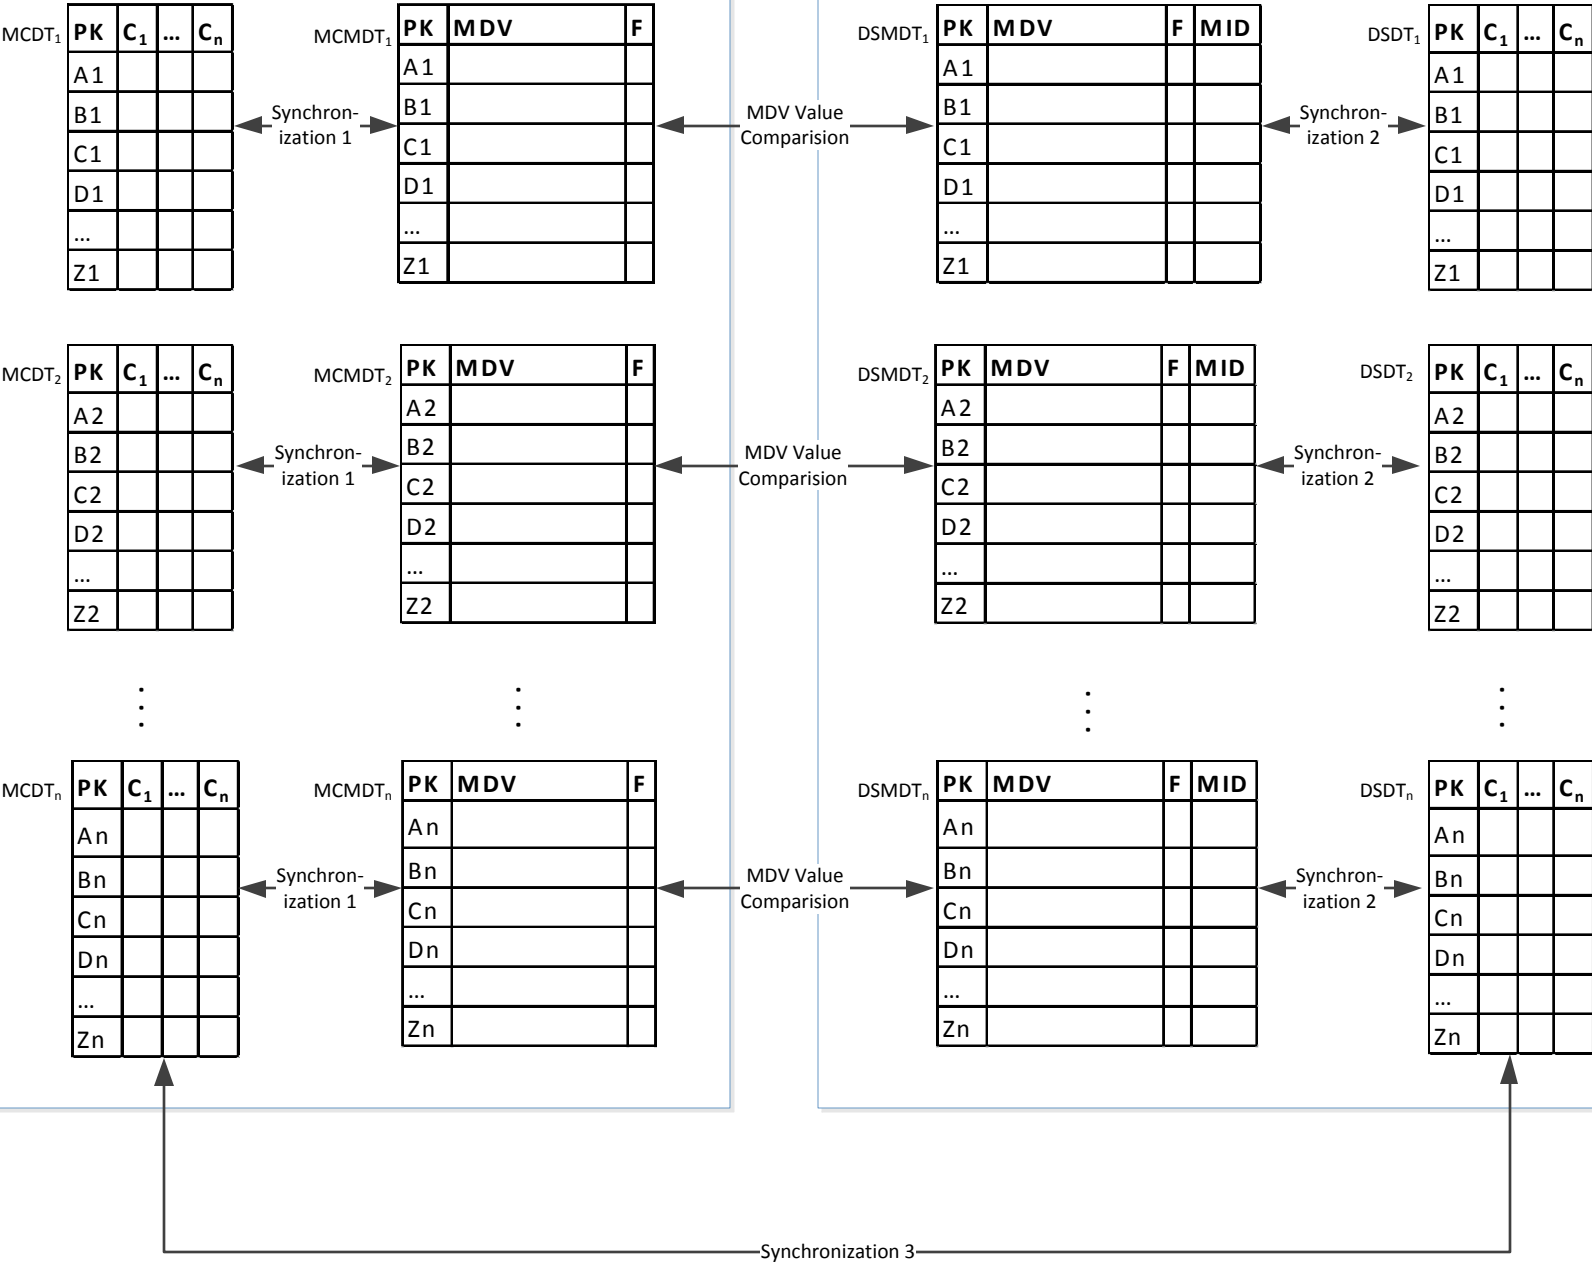 MCDT₁
PK C₁ ... Cₙ
A1
B1
C1
D1
...
Z1
Synchron-
ization 1
MCMDT₁
PK MDV F
A1
B1
C1
D1
...
Z1
MDV Value
Comparision
DSMDT₁
PK MDV F MID
A1
B1
C1
D1
...
Z1
Synchron-
ization 2
DSDT₁
PK C₁ ... Cₙ
A1
B1
C1
D1
...
Z1
MCDT₂
PK C₁ ... Cₙ
A2
B2
C2
D2
...
Z2
Synchron-
ization 1
MCMDT₂
PK MDV F
A2
B2
C2
D2
...
Z2
MDV Value
Comparision
DSMDT₂
PK MDV F MID
A2
B2
C2
D2
...
Z2
Synchron-
ization 2
DSDT₂
PK C₁ ... Cₙ
A2
B2
C2
D2
...
Z2
MCDTₙ
PK C₁ ... Cₙ
An
Bn
Cn
Dn
...
Zn
Synchron-
ization 1
MCMDTₙ
PK MDV F
An
Bn
Cn
Dn
...
Zn
MDV Value
Comparision
DSMDTₙ
PK MDV F MID
An
Bn
Cn
Dn
...
Zn
Synchron-
ization 2
DSDTₙ
PK C₁ ... Cₙ
An
Bn
Cn
Dn
...
Zn
Synchronization 3